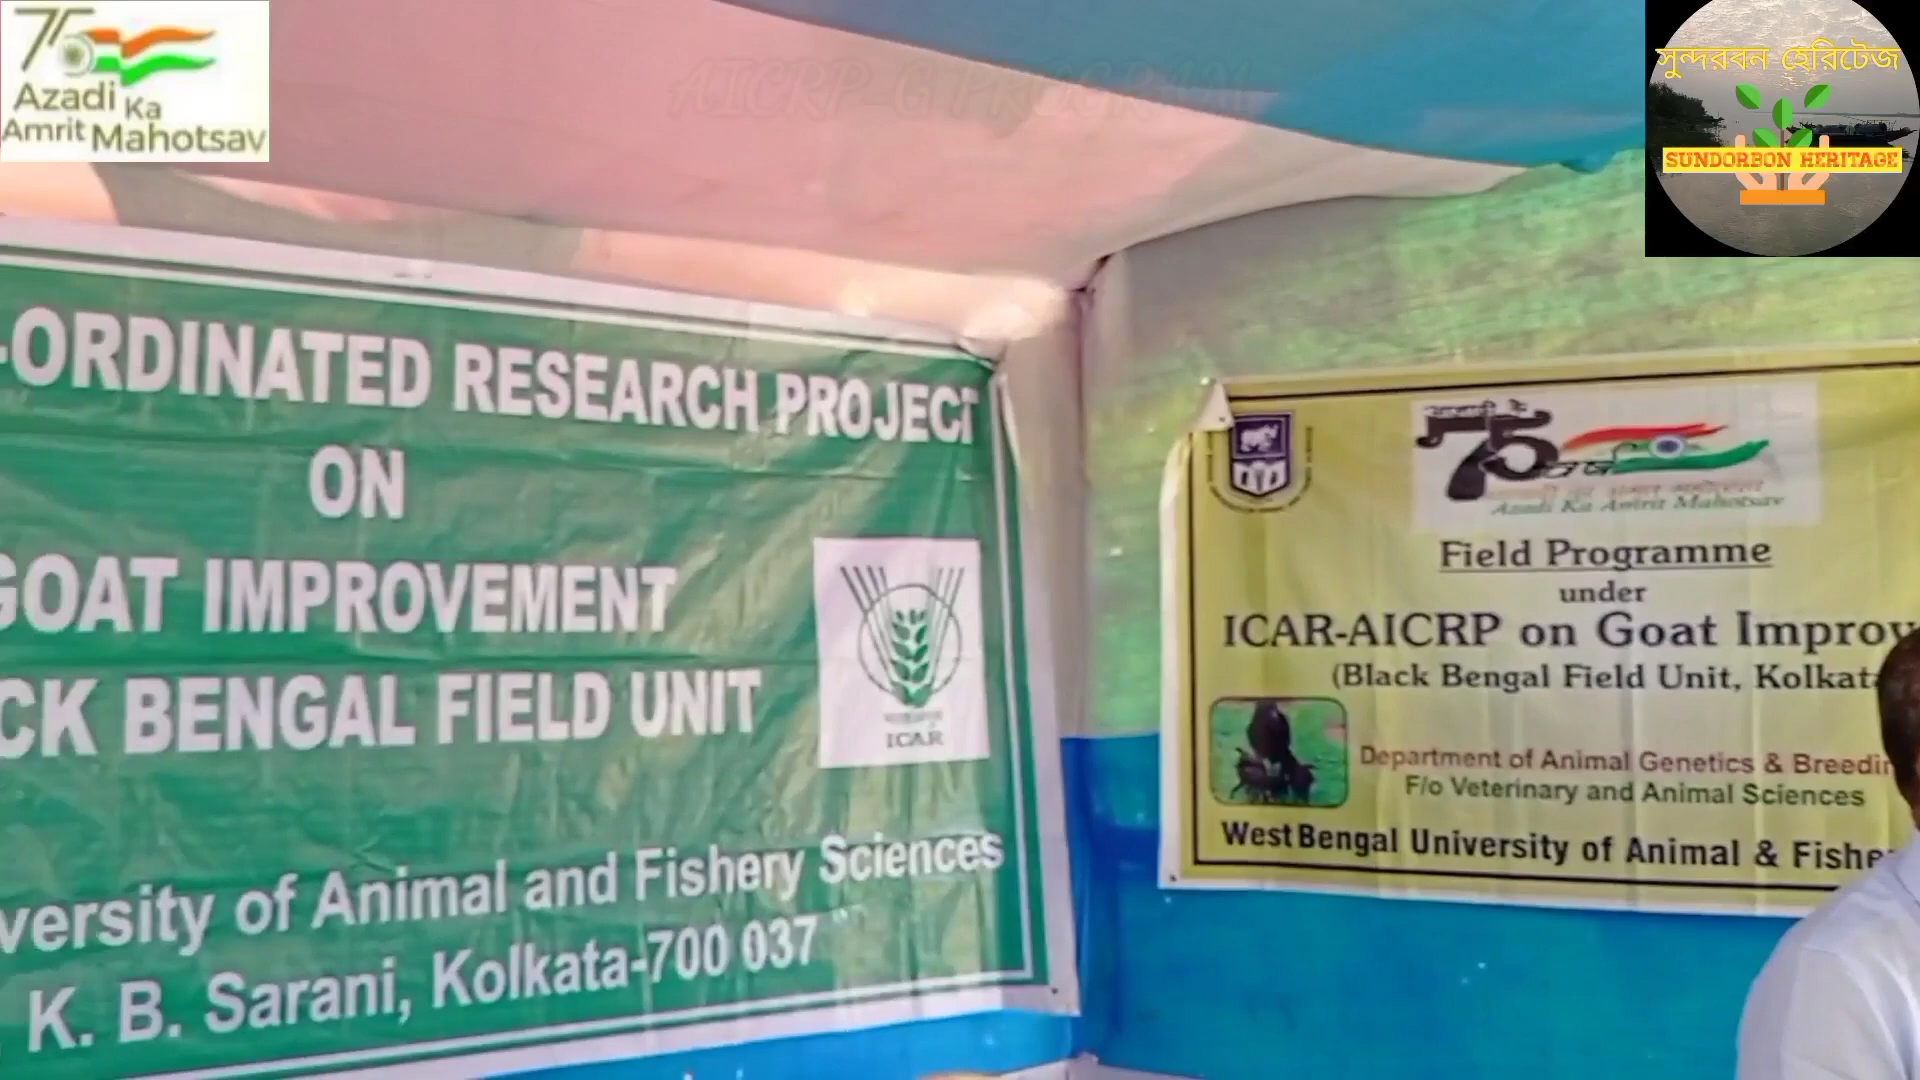 75
Azadi Ka
Amrit Mahotsav
AICRP-G PROGRAM
সুন্দরবন হেরিটেজ
SUNDORBON HERITAGE
-ORDINATED RESEARCH PROJECT
ON
GOAT IMPROVEMENT
CK BENGAL FIELD UNIT
ICAR
versity of Animal and Fishery Sciences
K. B. Sarani, Kolkata-700 037
75
Azadi Ka Amrit Mahotsav
Field Programme
under
ICAR-AICRP on Goat Improv
(Black Bengal Field Unit, Kolkata
Department of Animal Genetics & Breedin
F/o Veterinary and Animal Sciences
West Bengal University of Animal & Fishe